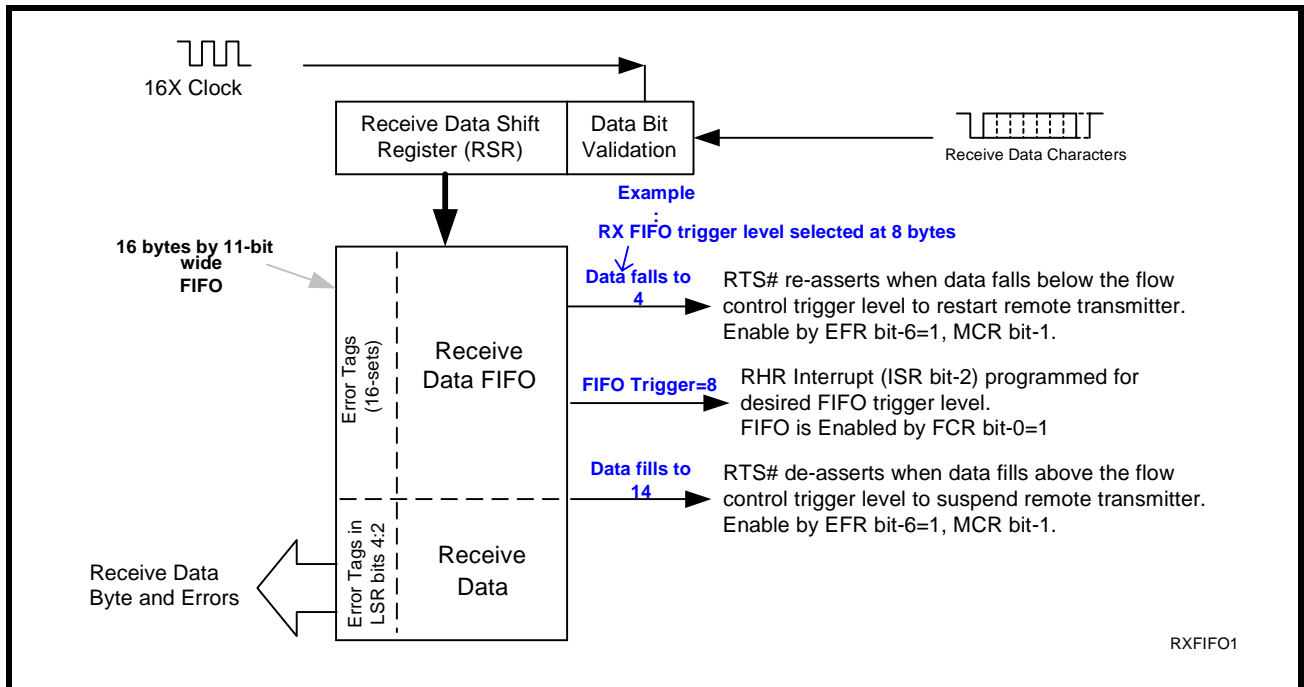 16X Clock
Receive Data Shift
Register (RSR)
Data Bit
Validation
Receive Data Characters
Example
:
RX FIFO trigger level selected at 8 bytes
16 bytes by 11-bit
wide
FIFO
Error Tags
(16-sets)
Receive
Data FIFO
Data falls to
4
RTS# re-asserts when data falls below the flow
control trigger level to restart remote transmitter.
Enable by EFR bit-6=1, MCR bit-1.
FIFO Trigger=8
RHR Interrupt (ISR bit-2) programmed for
desired FIFO trigger level.
FIFO is Enabled by FCR bit-0=1
Data fills to
14
RTS# de-asserts when data fills above the flow
control trigger level to suspend remote transmitter.
Enable by EFR bit-6=1, MCR bit-1.
Error Tags in
LSR bits 4:2
Receive
Data
Receive Data
Byte and Errors
RXFIFO1